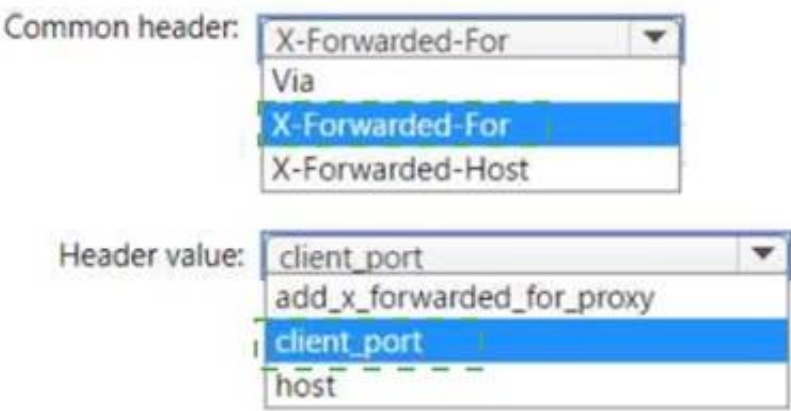 Common header: X-Forwarded-For
Via
X-Forwarded-For
X-Forwarded-Host
Header value: client_port
add_x_forwarded_for_proxy
client_port
host